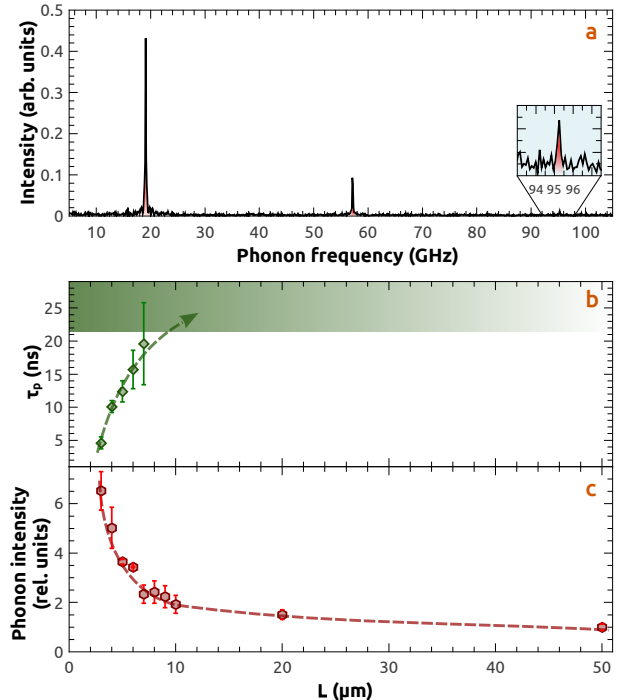 a
0.5
0.4
0.3
0.2
0.1
0
Intensity (arb. units)
94 95 96
10 20 30 40 50 60 70 80 90 100
Phonon frequency (GHz)
b
25
20
15
10
5
τp (ns)
c
6
4
2
0
Phonon intensity
(rel. units)
0 10 20 30 40 50
L (μm)